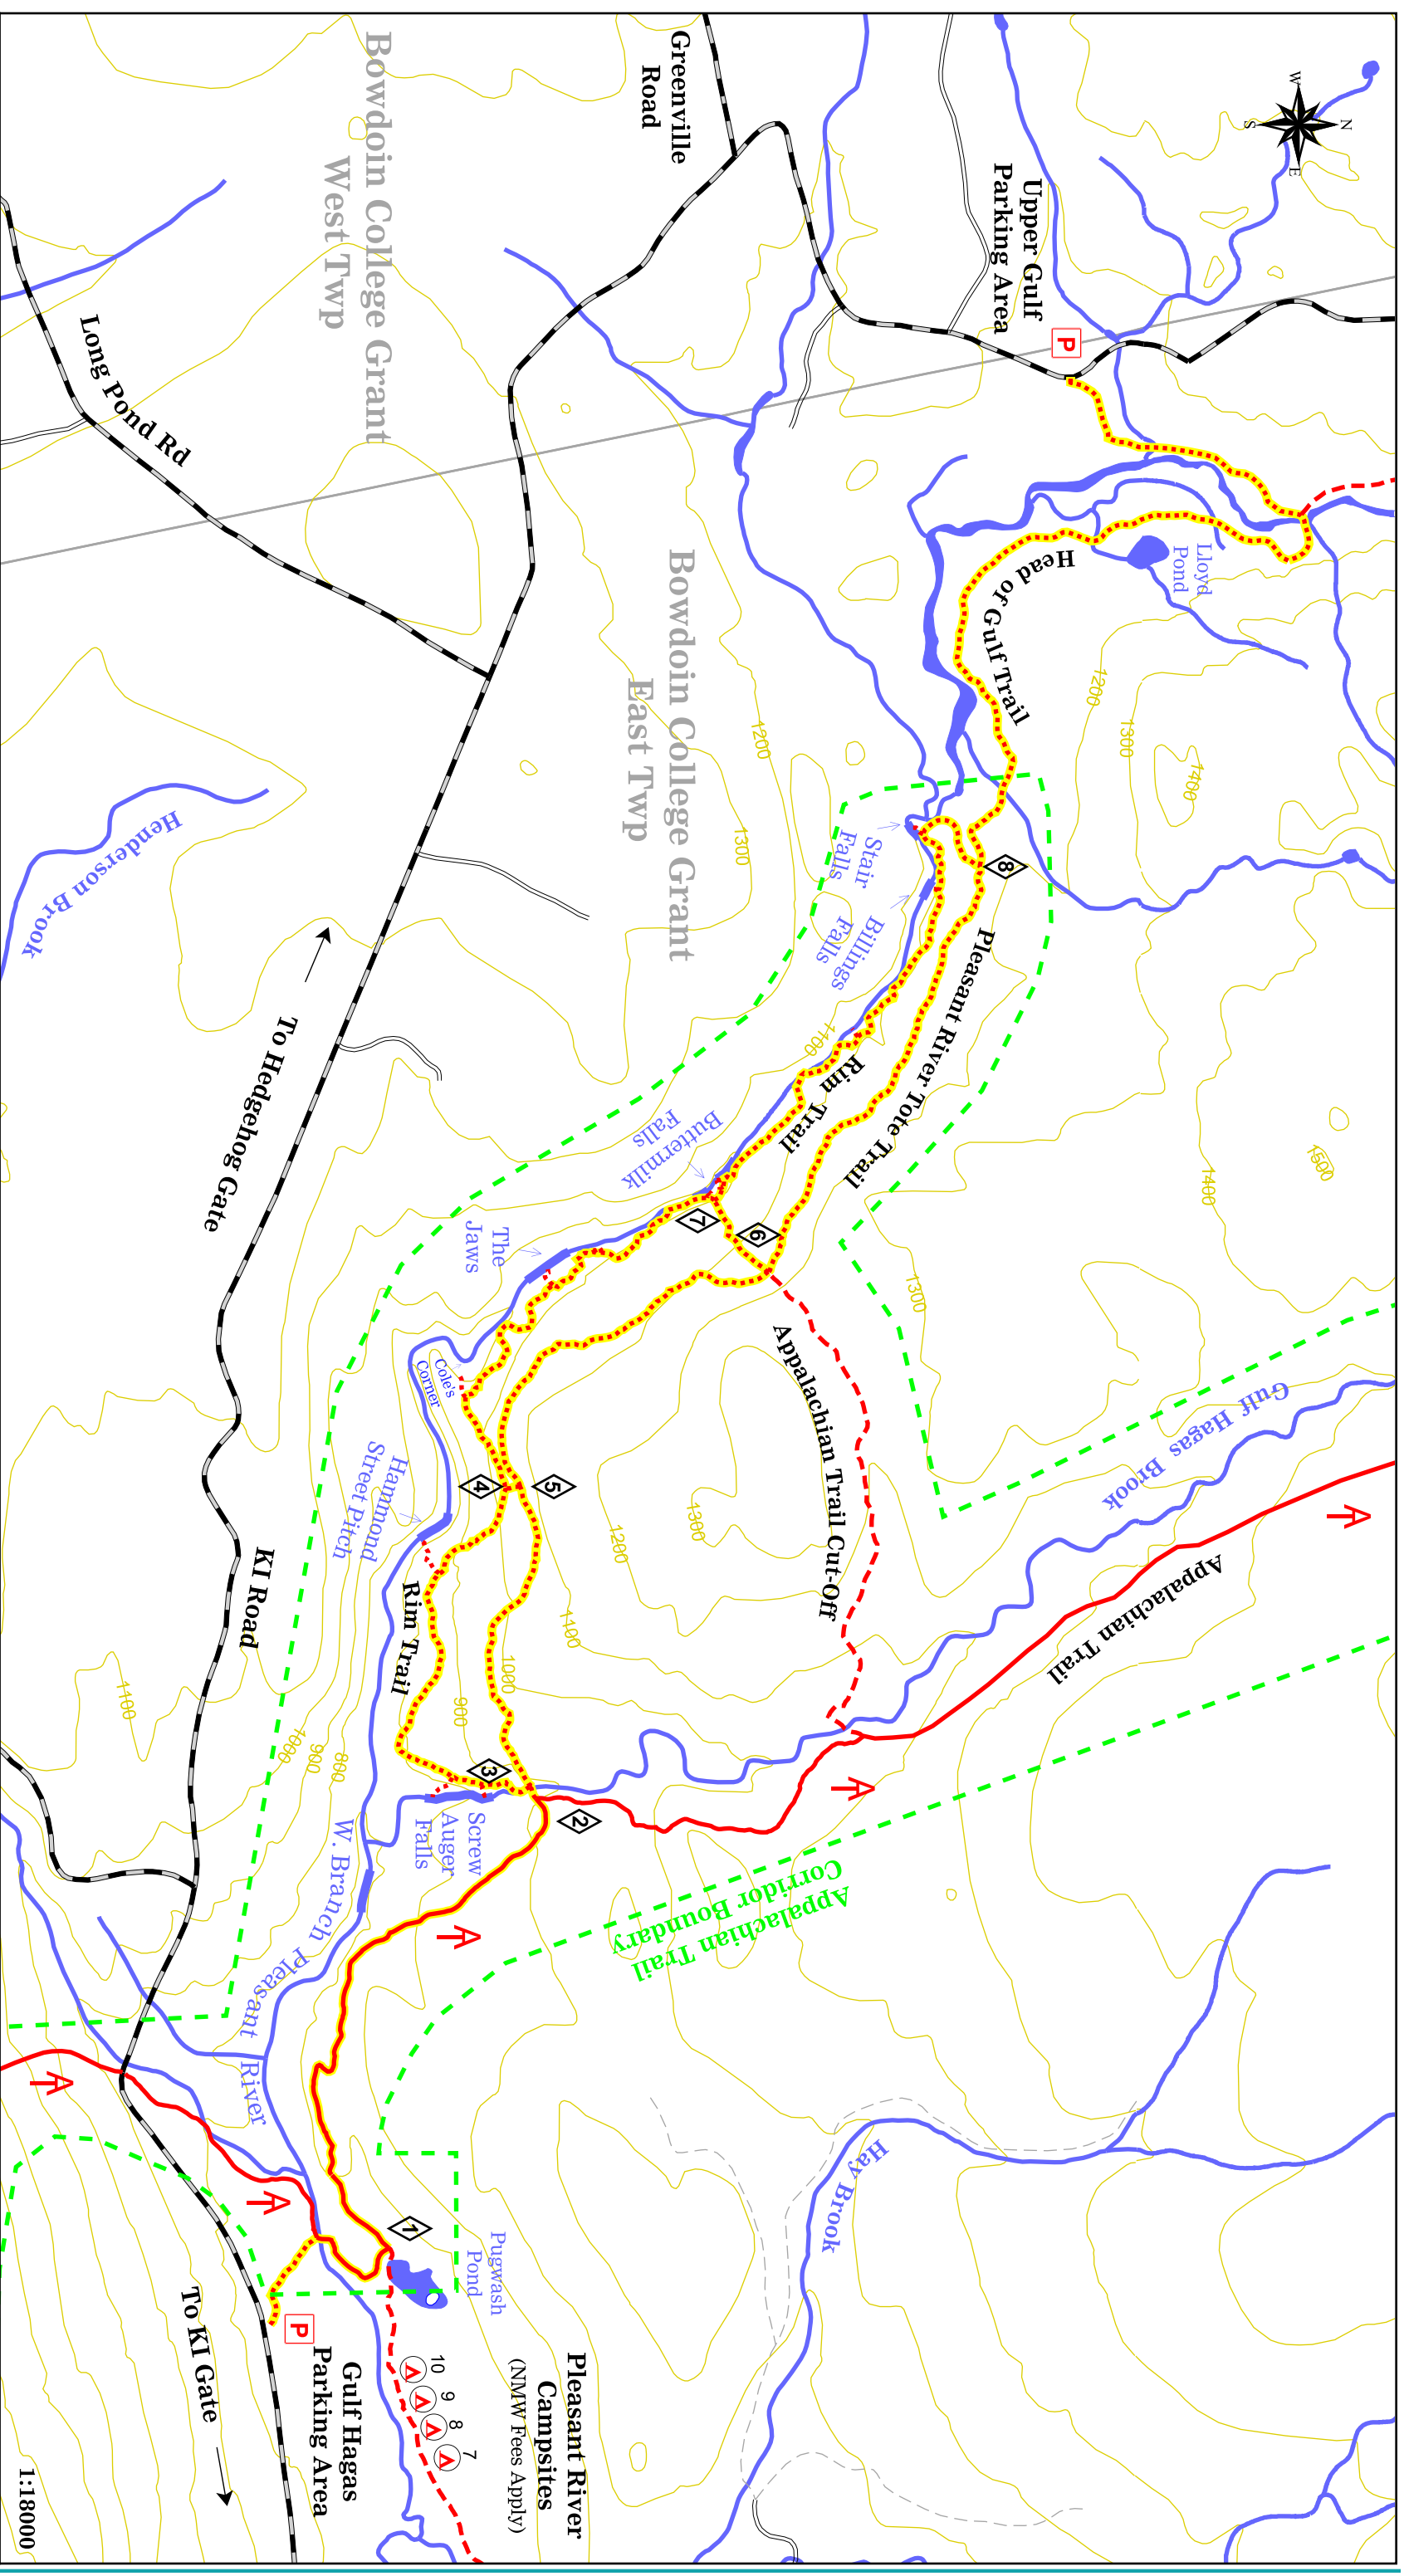 W
N
S
E
Greenville
Road
Upper Gulf
Parking Area
P
Bowdoin College Grant
West Twp
Long Pond Rd
Lloyd
Pond
Head of Gulf Trail
Bowdoin College Grant
East Twp
1200
1300
1400
1200
1300
Stair
Falls
8
Billings
Falls
Henderson Brook
Pleasant River Tote Trail
1100
Rim Trail
To Hedgehog Gate
Buttermilk
Falls
1500
1400
7
6
The
Jaws
1300
Cole's
Corner
Appalachian Trail Cut-Off
Gulf Hagas Brook
Hammond
Street Pitch
4
5
1300
1200
1400
A
Appalachian Trail
KI Road
Rim Trail
1000
900
1100
1000
900
800
3
2
A
Screw
Auger
Falls
W. Branch Pleasant River
A
Appalachian Trail
Corridor Boundary
A
A
Hay Brook
1
Pugwash
Pond
P
To KI Gate
Gulf Hagas
Parking Area
10
9
8
7
Pleasant River
Campsites
(NMW Fees Apply)
1:18000